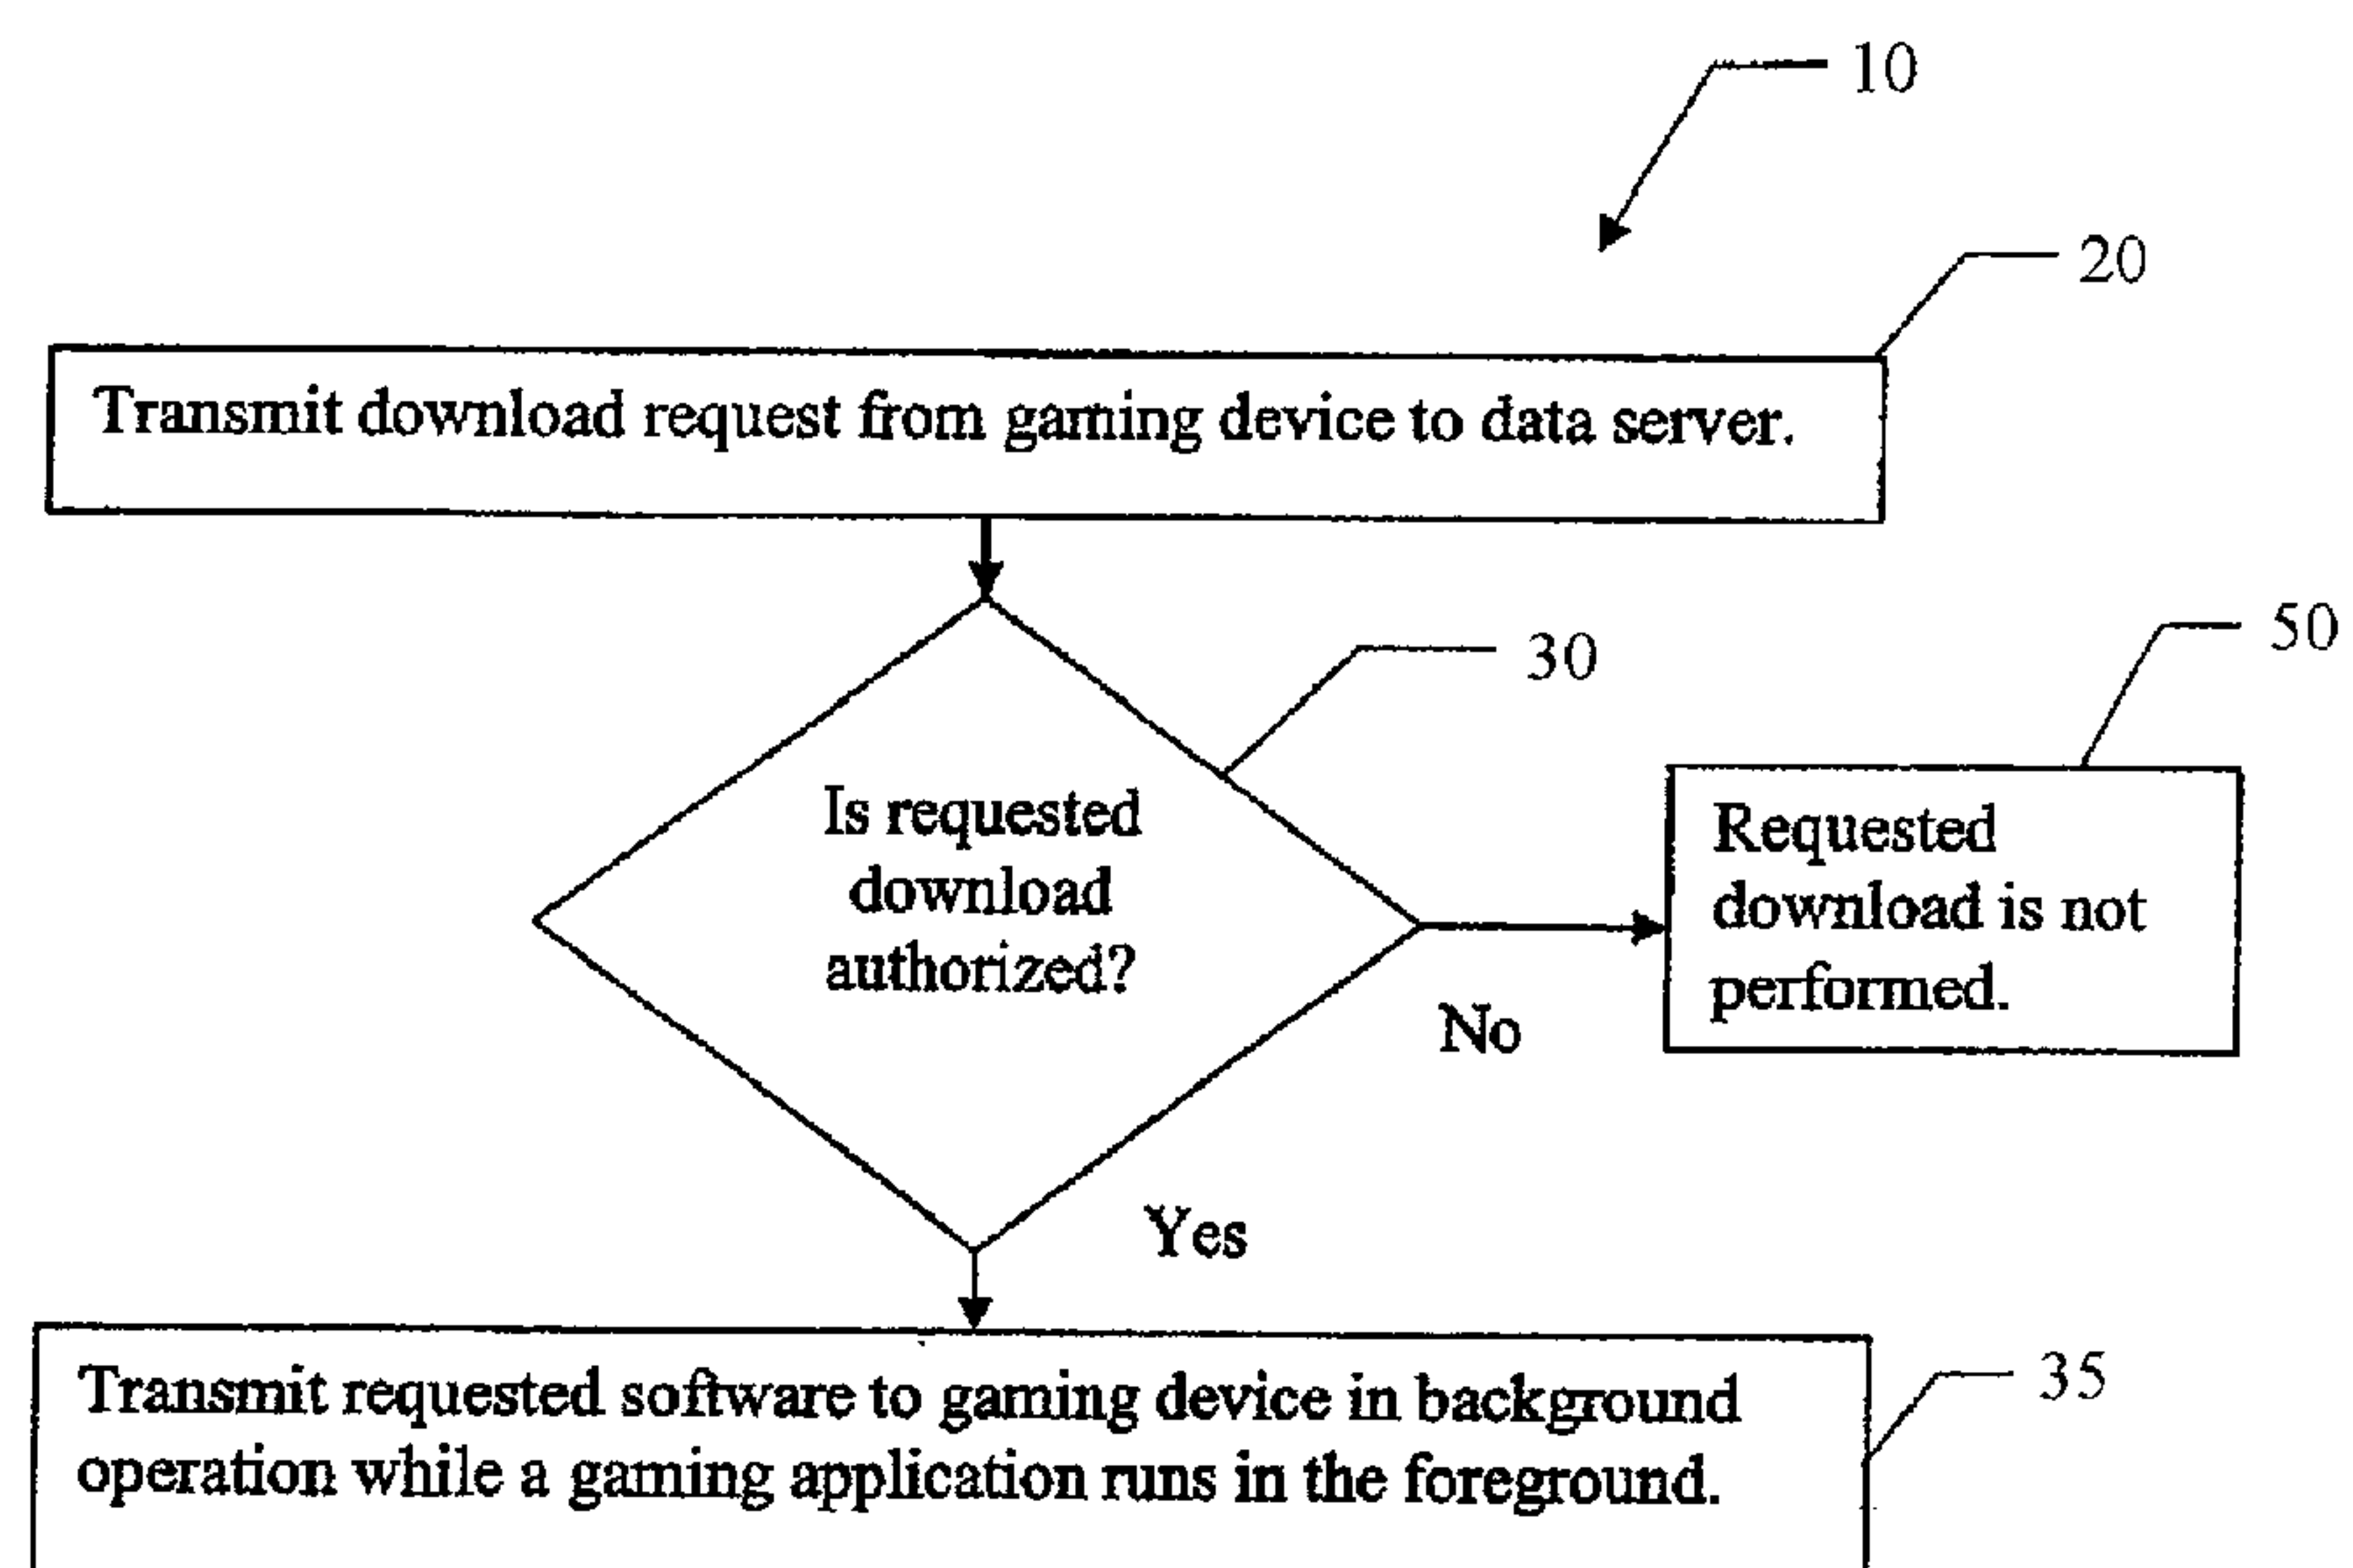 10
20
Transmit download request from gaming device to data server.
30
50
Is requested
download
authorized?
Requested
download is not
performed.
No
Yes
35
Transmit requested software to gaming device in background
operation while a gaming application runs in the foreground.